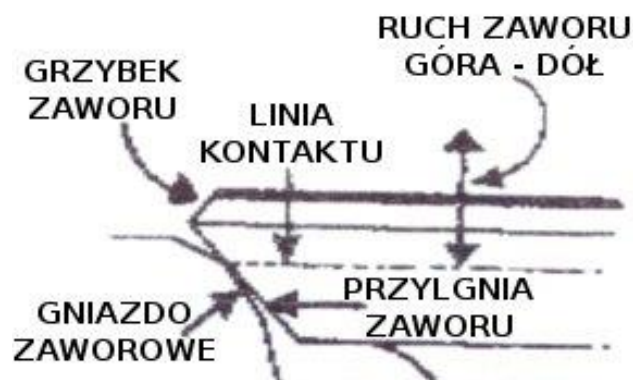 RUCH ZAWORU
GÓRA - DÓŁ
GRZYBEK
ZAWORU
LINIA
KONTAKTU
PRZYLGNIA
ZAWORU
GNIAZDO
ZAWOROWE